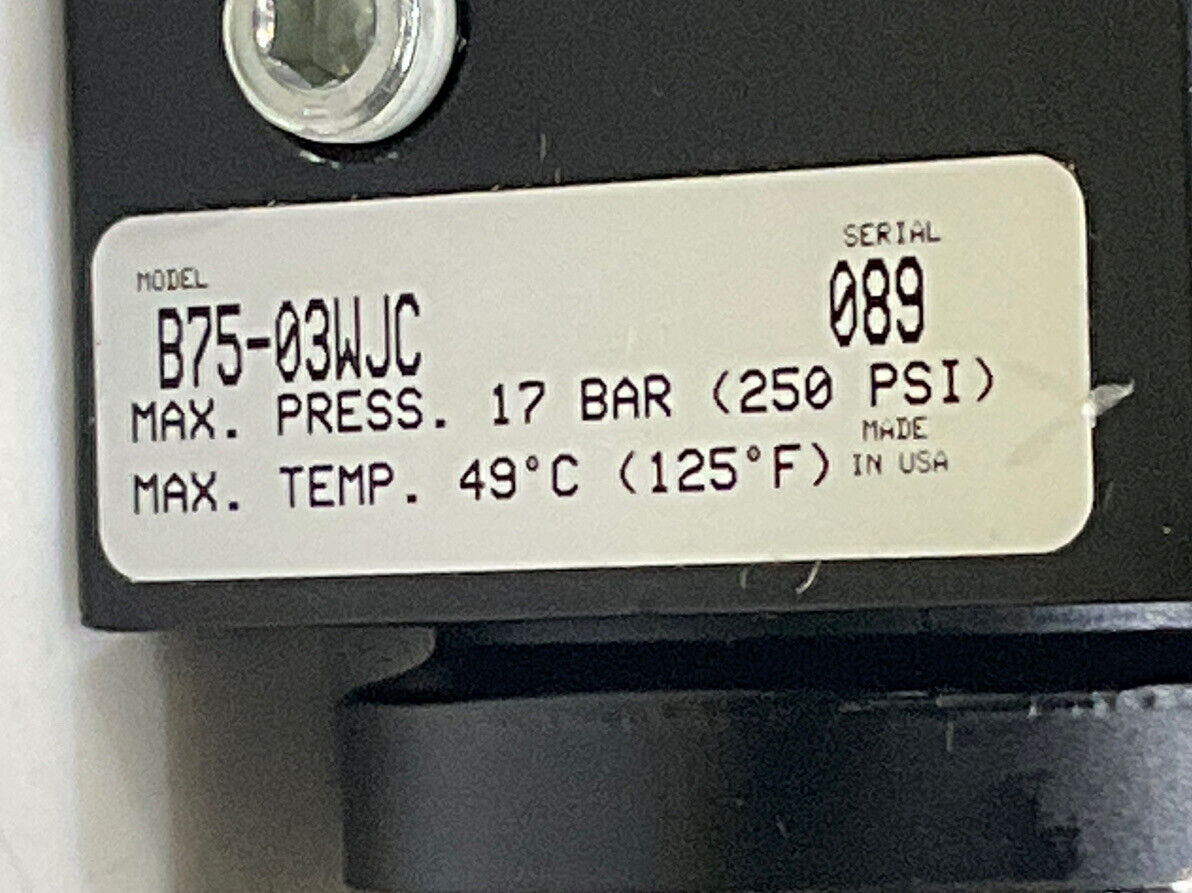 MODEL
B75-03WJC
SERIAL
089
MAX. PRESS. 17 BAR (250 PSI)
MAX. TEMP. 49°C (125°F)
MADE
IN USA